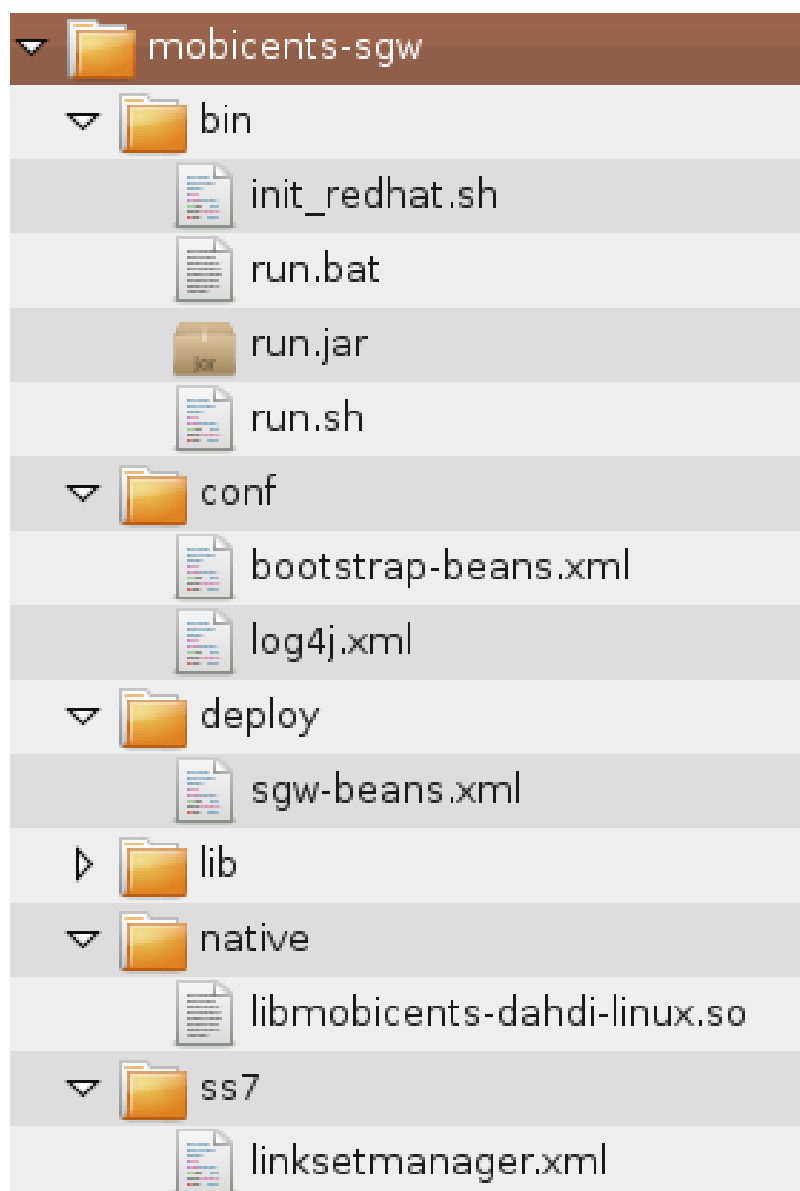 mobicents-sgw
bin
init_redhat.sh
run.bat
jar
run.jar
run.sh
conf
bootstrap-beans.xml
log4j.xml
deploy
sgw-beans.xml
lib
native
libmobicents-dahdi-linux.so
ss7
linksetmanager.xml